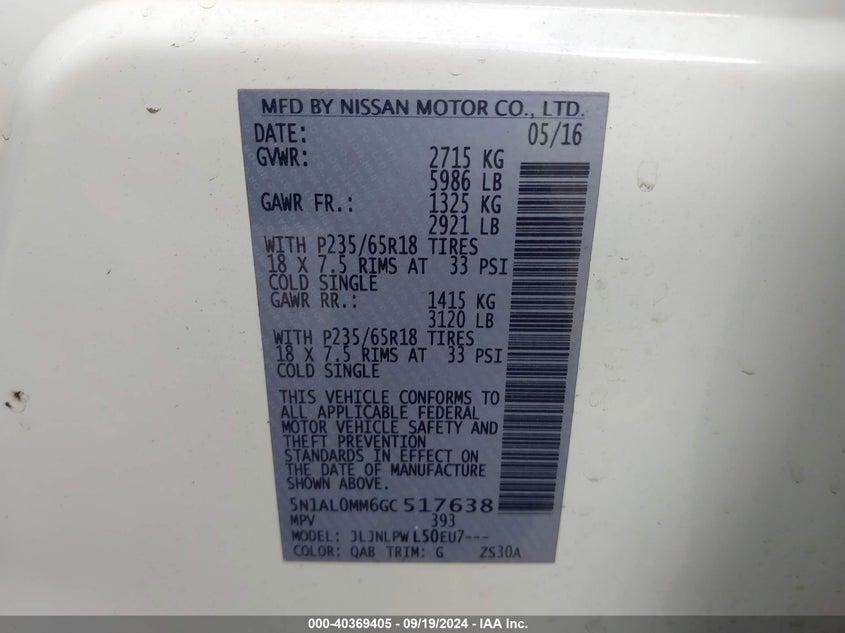 MFD BY NISSAN MOTOR CO., LTD.
DATE: 05/16
GVWR: 2715 KG
5986 LB
GAWR FR.: 1325 KG
2921 LB
WITH P235/65R18 TIRES
18 X 7.5 RIMS AT 33 PSI
COLD SINGLE
GAWR RR.: 1415 KG
3120 LB
WITH P235/65R18 TIRES
18 X 7.5 RIMS AT 33 PSI
COLD SINGLE
THIS VEHICLE CONFORMS TO
ALL APPLICABLE FEDERAL
MOTOR VEHICLE SAFETY AND
THEFT PREVENTION
STANDARDS IN EFFECT ON
THE DATE OF MANUFACTURE
SHOWN ABOVE.
5N1AL0MM6GC 517638
MPV 393
MODEL: JLJNLPW L50EU7---
COLOR: QAB TRIM: G ZS30A
000-40369405 - 09/19/2024 - IAA Inc.